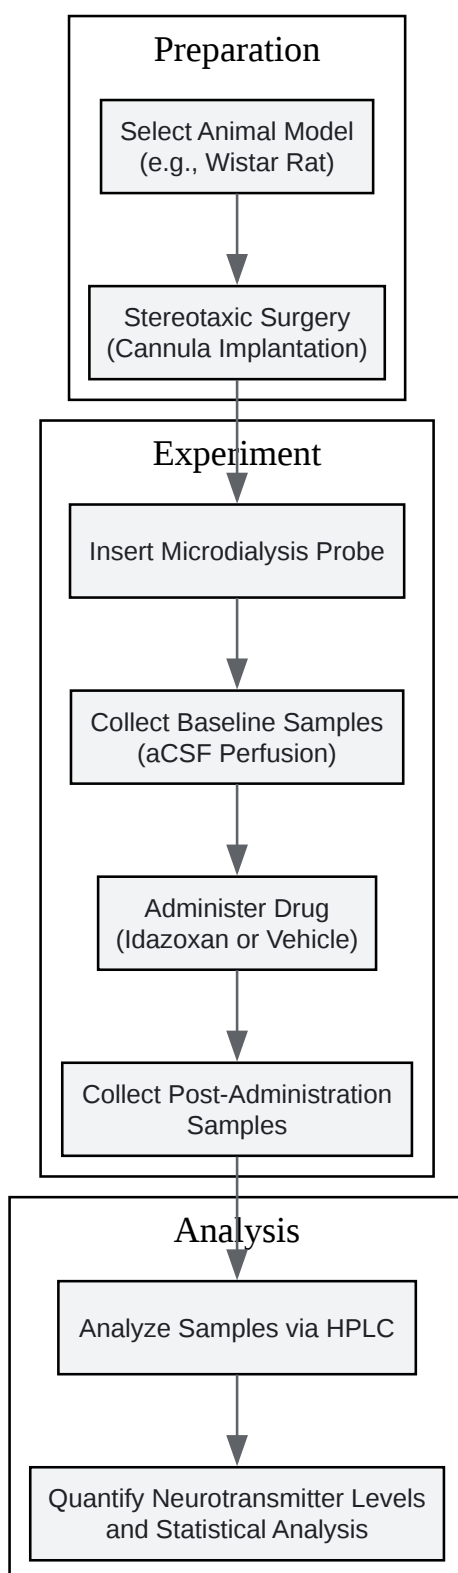 Preparation
Select Animal Model
(e.g., Wistar Rat)
Stereotaxic Surgery
(Cannula Implantation)
Experiment
Insert Microdialysis Probe
Collect Baseline Samples
(aCSF Perfusion)
Administer Drug
(Idazoxan or Vehicle)
Collect Post-Administration
Samples
Analysis
Analyze Samples via HPLC
Quantify Neurotransmitter Levels
and Statistical Analysis